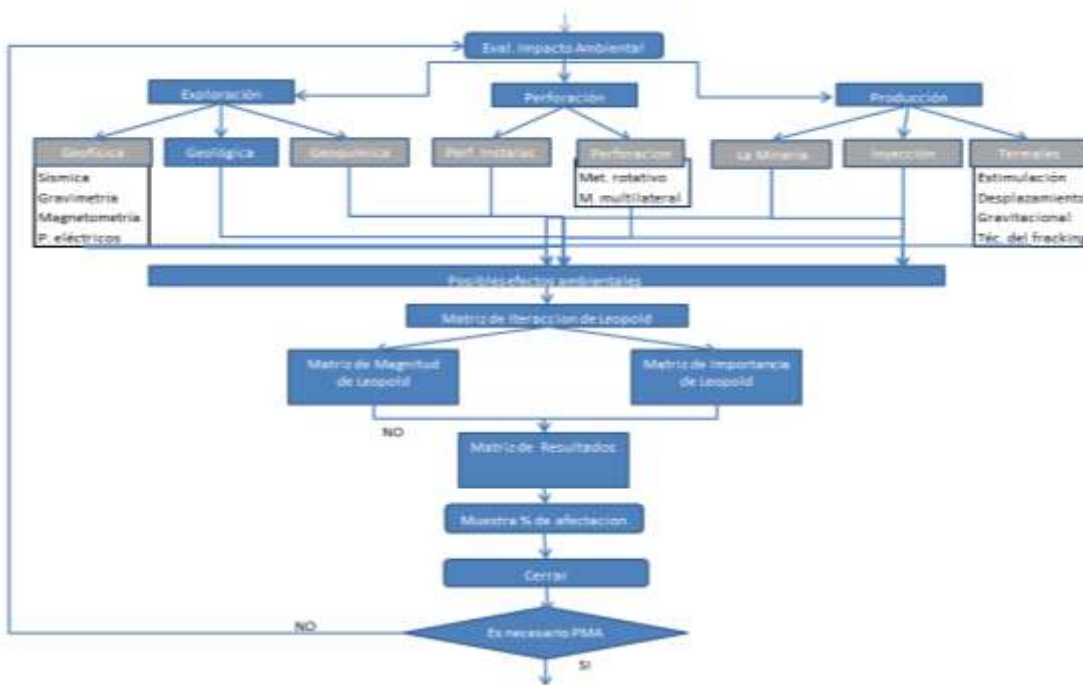 Eval. Impacto Ambiental
Exploración
Perforación
Producción
Geofísica
Geológica
Geoquímica
Perf. Instalac
Perforacion
La Minería
Inyección
Termales
Sísmica
Gravimetría
Magnetometría
P. eléctricos
Met. rotativo
M. multilateral
Estimulación
Desplazamiento
Gravitacional
Téc. del fracking
Posibles efectos ambientales
Matriz de Iteraccion de Leopold
Matriz de Magnitud
de Leopold
Matriz de Importancia
de Leopold
NO
Matriz de Resultados
Muestra % de afectacion
Cerrar
Es necesario PMA
NO
SI